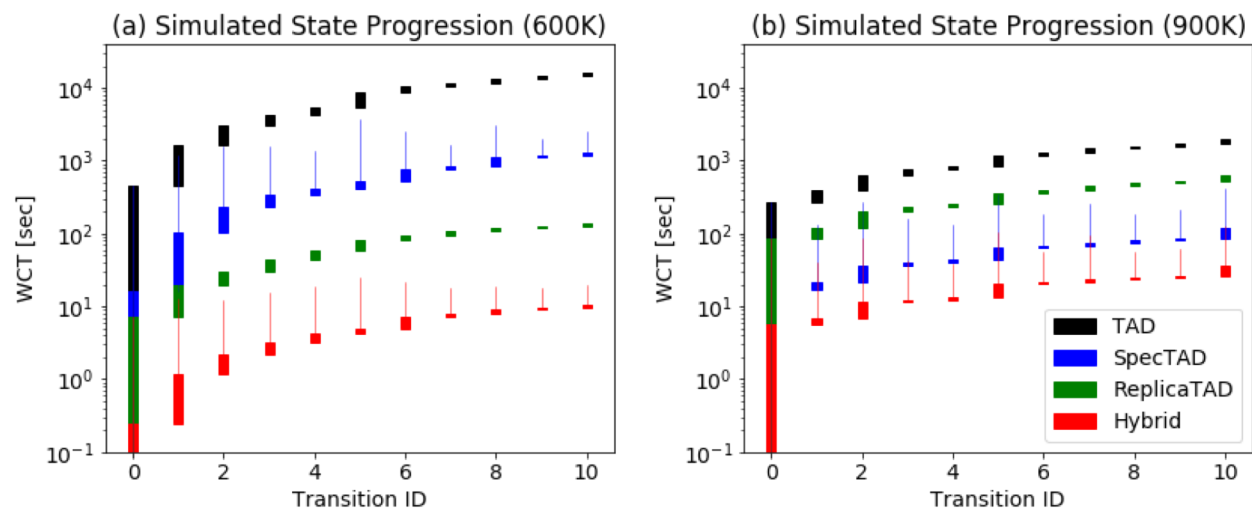 (a) Simulated State Progression (600K)
WCT [sec]
10^4
10^3
10^2
10^1
10^0
10^-1
0 2 4 6 8 10
Transition ID
(b) Simulated State Progression (900K)
WCT [sec]
10^4
10^3
10^2
10^1
10^0
10^-1
TAD
SpecTAD
ReplicaTAD
Hybrid
0 2 4 6 8 10
Transition ID